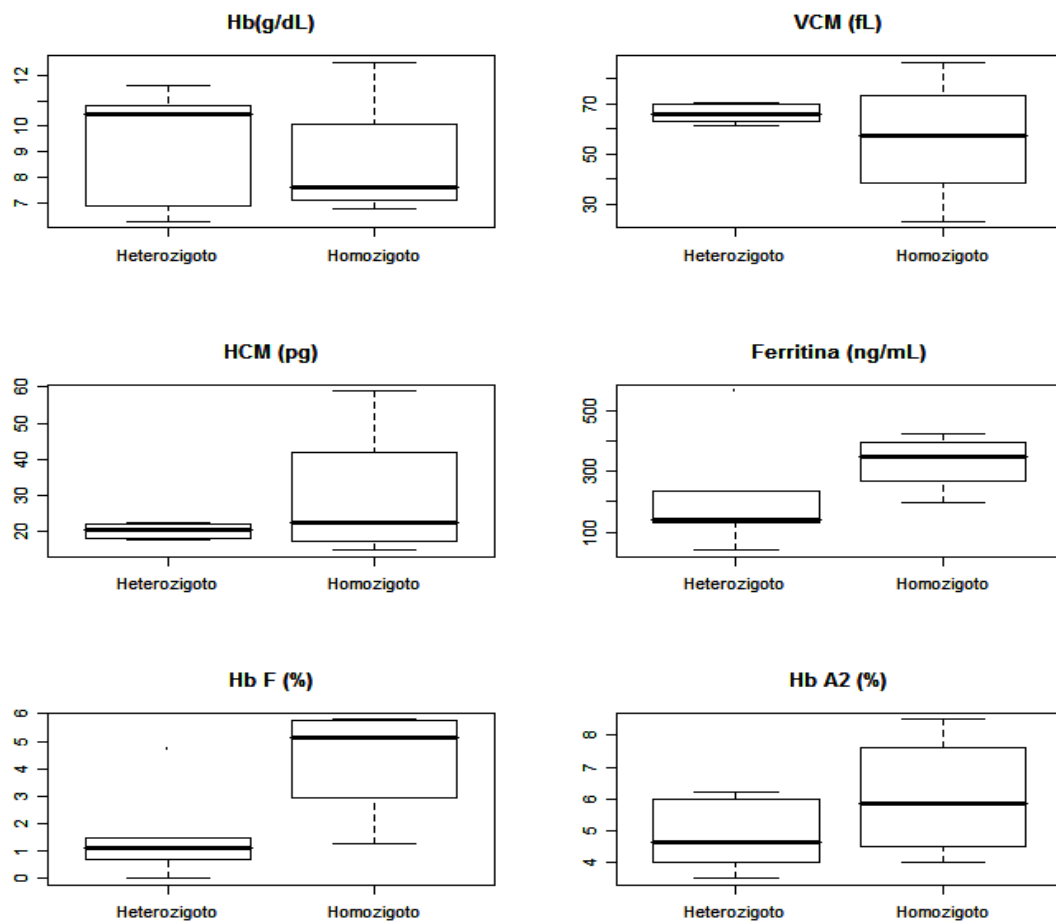 Hb(g/dL)
12
10
9
8
7
Heterozigoto Homozigoto
VCM (fL)
70
50
30
Heterozigoto Homozigoto
HCM (pg)
60
50
40
30
20
Heterozigoto Homozigoto
Ferritina (ng/mL)
500
300
100
Heterozigoto Homozigoto
Hb F (%)
6
5
4
3
2
1
0
Heterozigoto Homozigoto
Hb A2 (%)
8
7
6
5
4
Heterozigoto Homozigoto